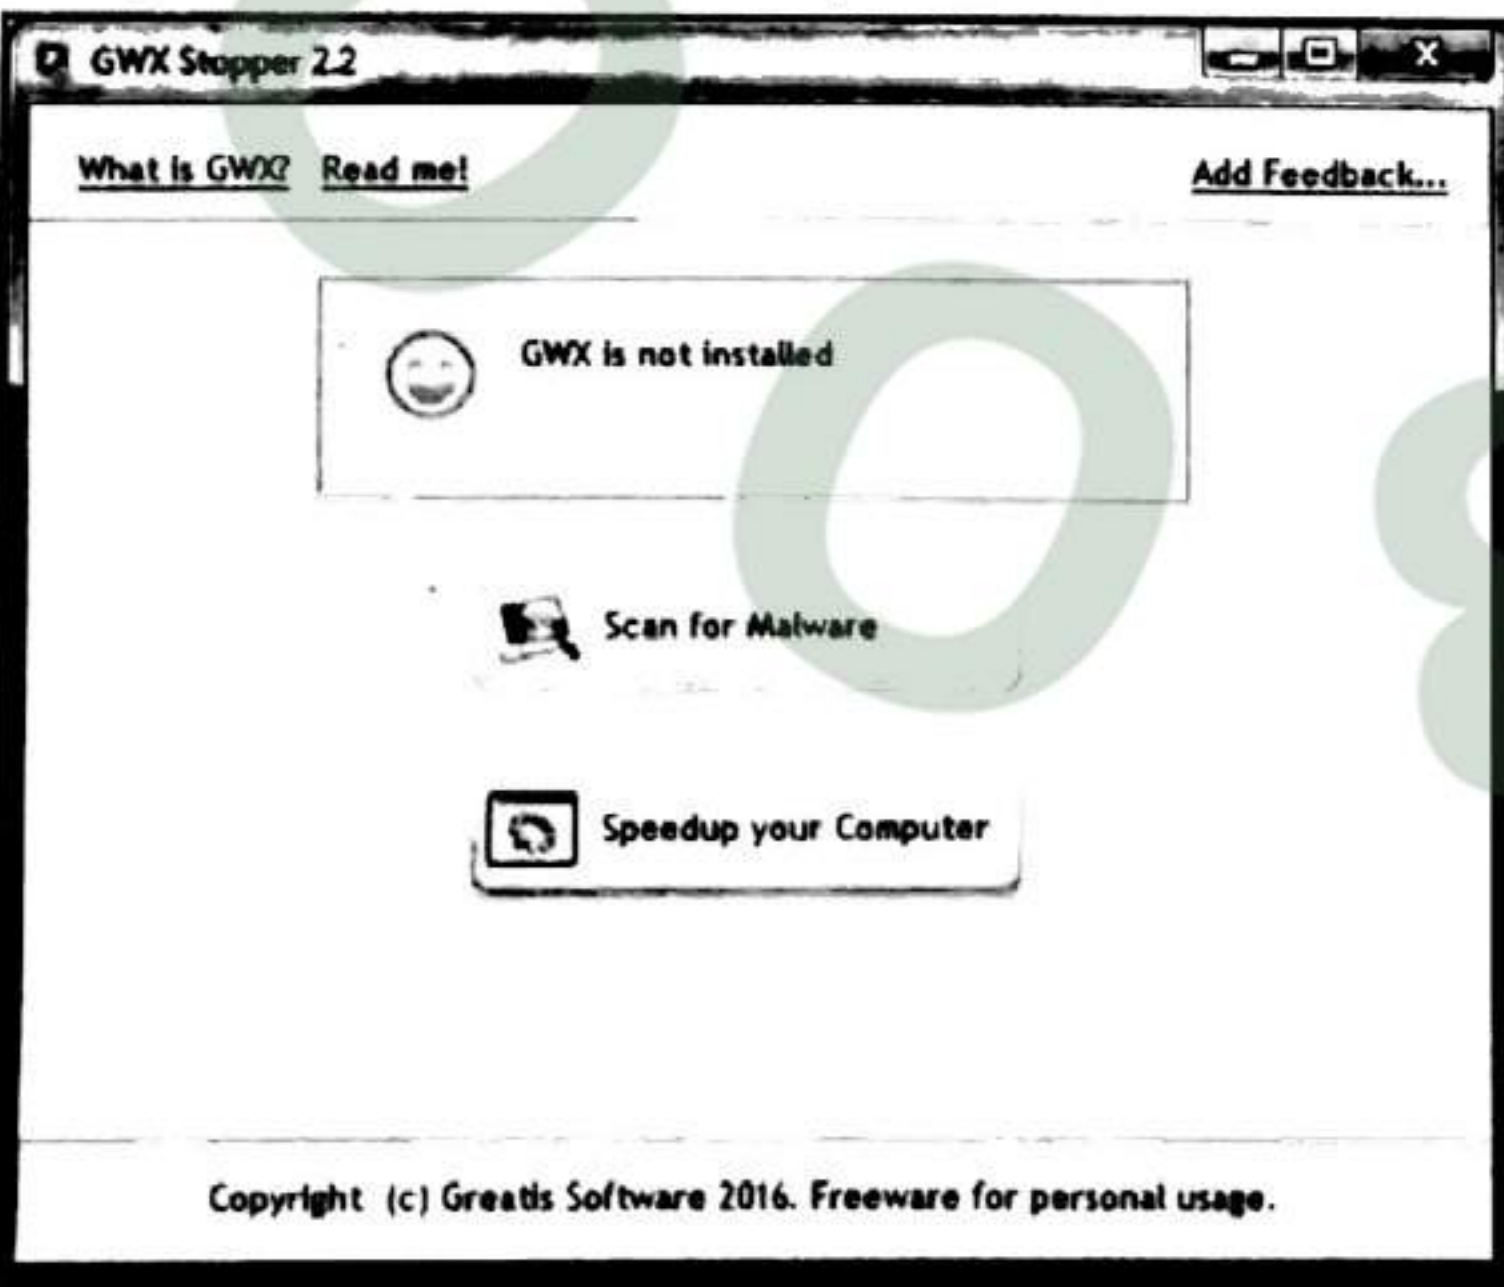 GWX Stopper 2.2
What is GWX? Read me! Add Feedback...
GWX is not installed
Scan for Malware
Speedup your Computer
Copyright (c) Greatis Software 2016. Freeware for personal usage.